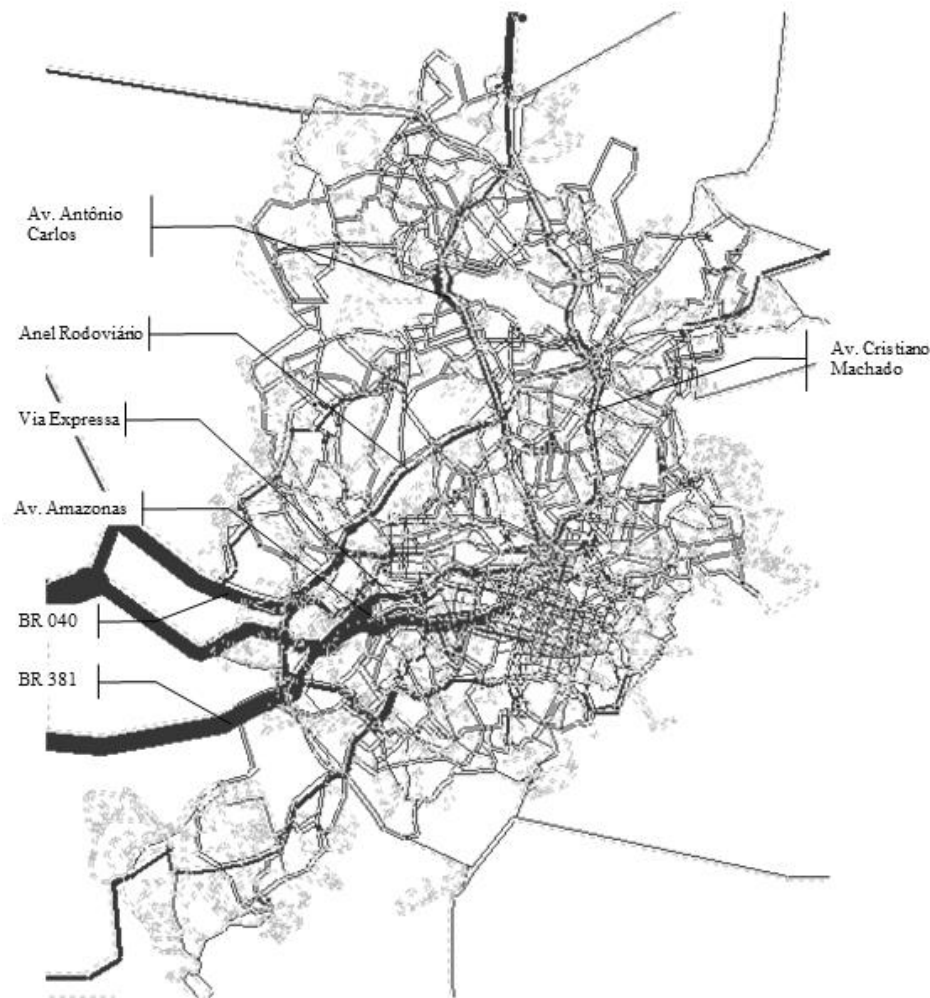 Av. Antônio
Carlos
Anel Rodoviário
Av. Cristiano
Machado
Via Expressa
Av. Amazonas
BR 040
BR 381